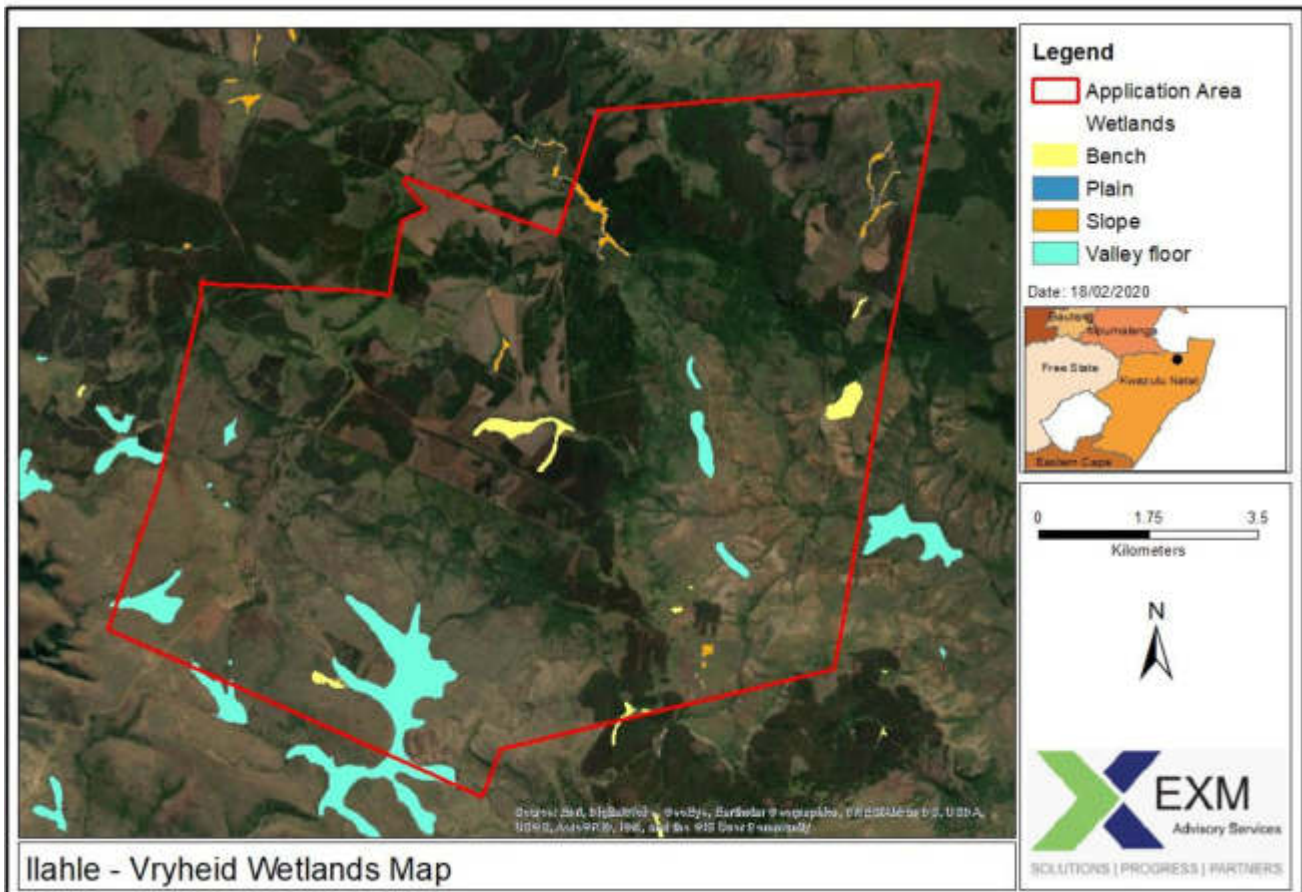 Legend
Application Area
Wetlands
Bench
Plain
Slope
Valley floor
Date: 18/02/2020
Gauteng
Mpumalanga
Free State
Kwazulu Natal
Eastern Cape
0 1.75 3.5
Kilometers
N
EXM
Advisory Services
SOLUTIONS | PROGRESS | PARTNERS
Ilahle - Vryheid Wetlands Map